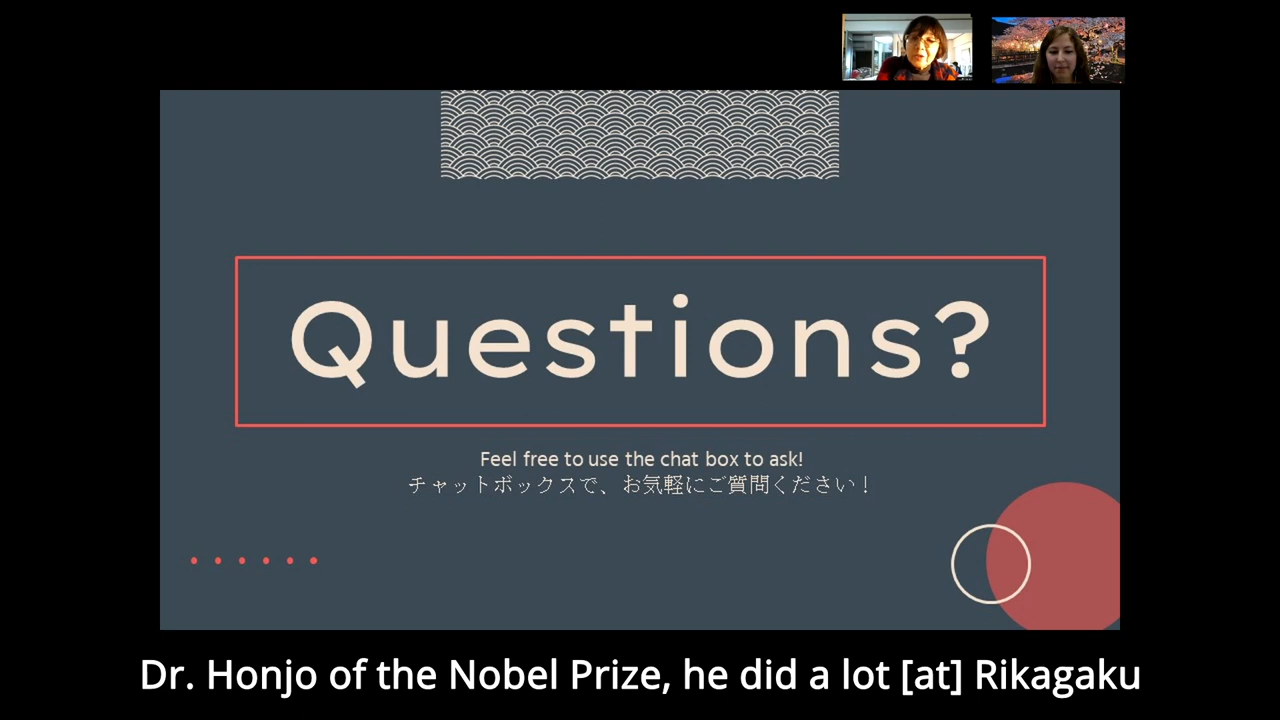 Questions?
Feel free to use the chat box to ask!
チャットボックスで、お気軽にご質問ください！
Dr. Honjo of the Nobel Prize, he did a lot [at] Rikagaku